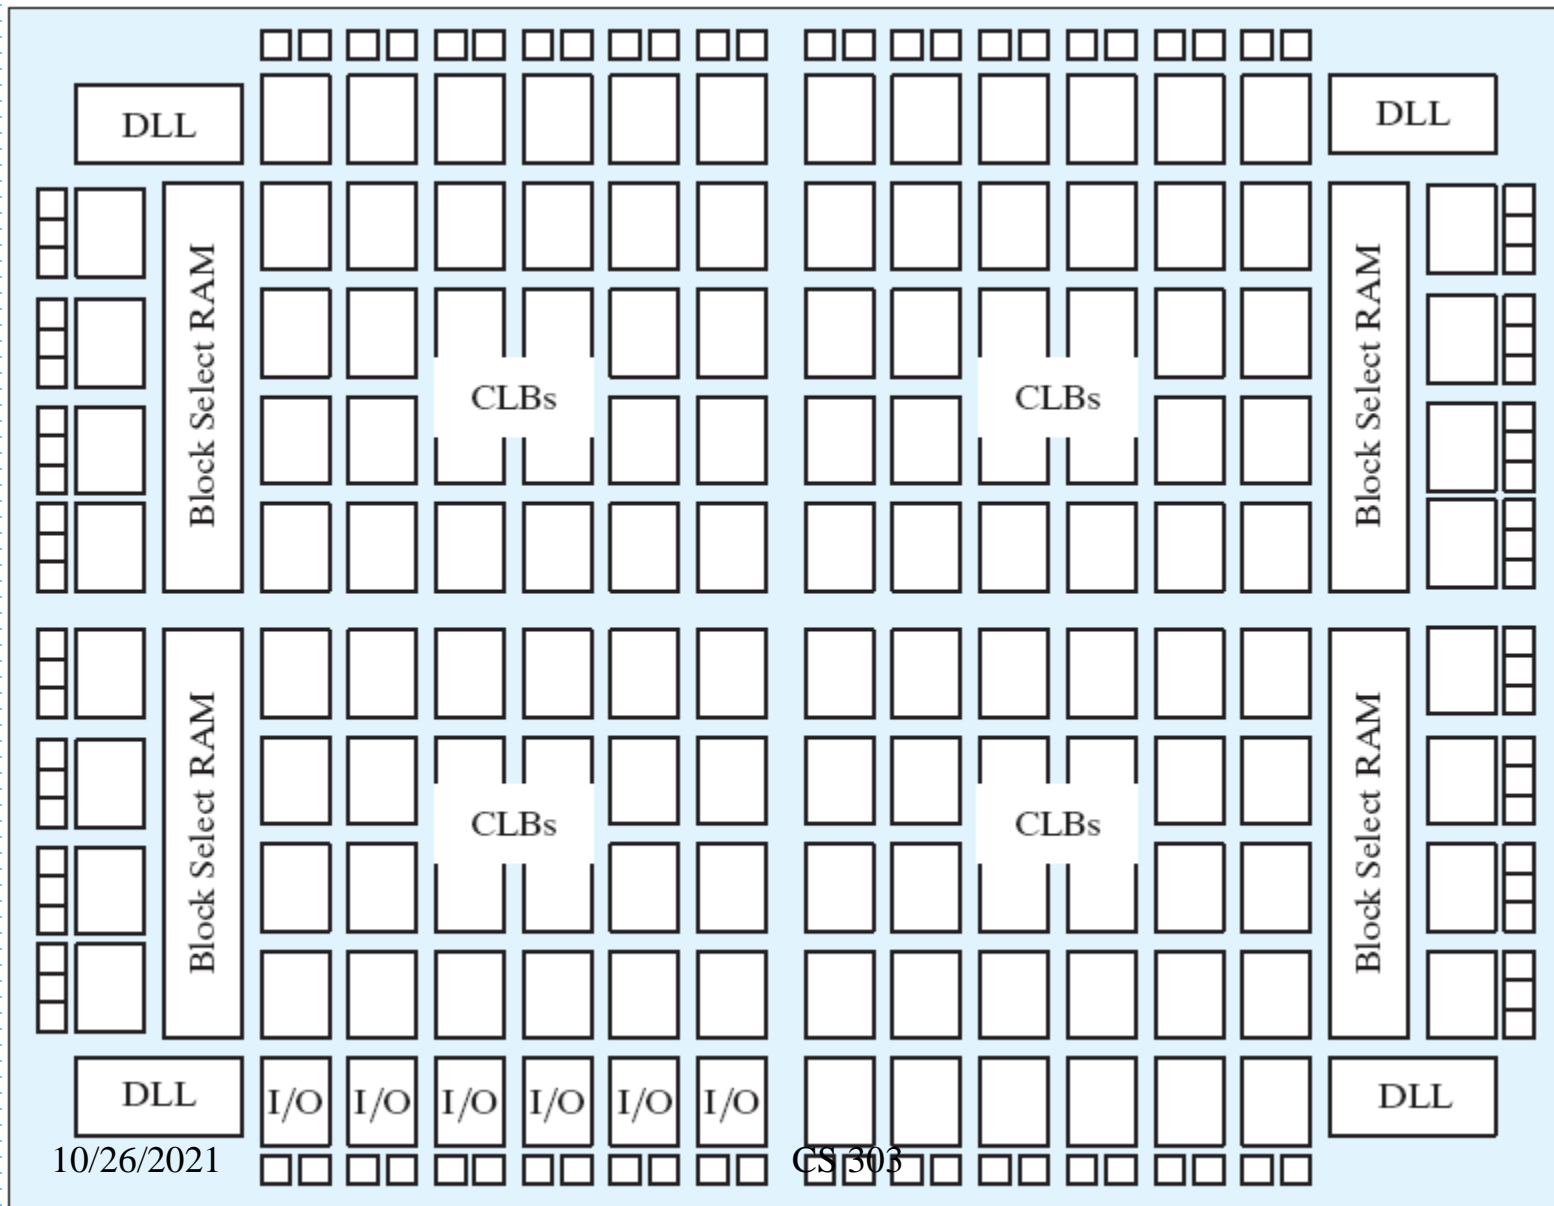 DLL
DLL
Block Select RAM
Block Select RAM
CLBs
CLBs
Block Select RAM
Block Select RAM
CLBs
CLBs
DLL
I/O I/O I/O I/O I/O I/O
DLL
10/26/2021
CS 303